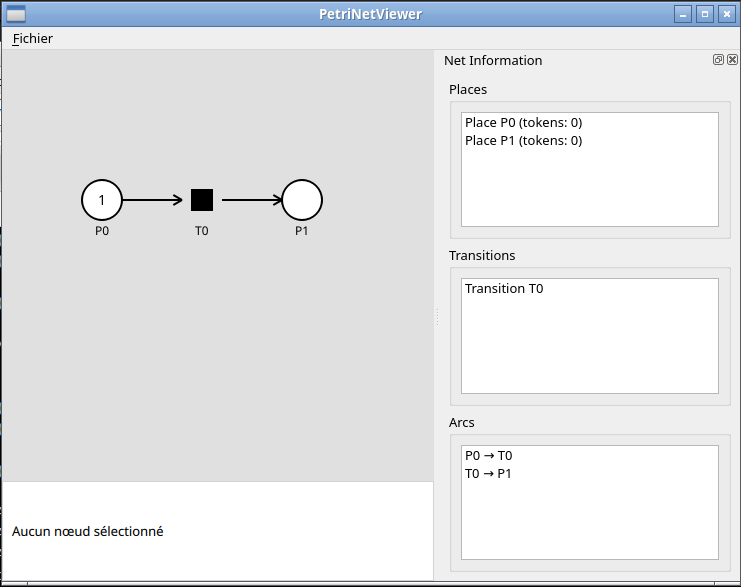 PetriNetViewer
Fichier
Net Information
Places
Place P0 (tokens: 0)
Place P1 (tokens: 0)
1
P0
T0
P1
Transitions
Transition T0
Arcs
P0 → T0
T0 → P1
Aucun nœud sélectionné